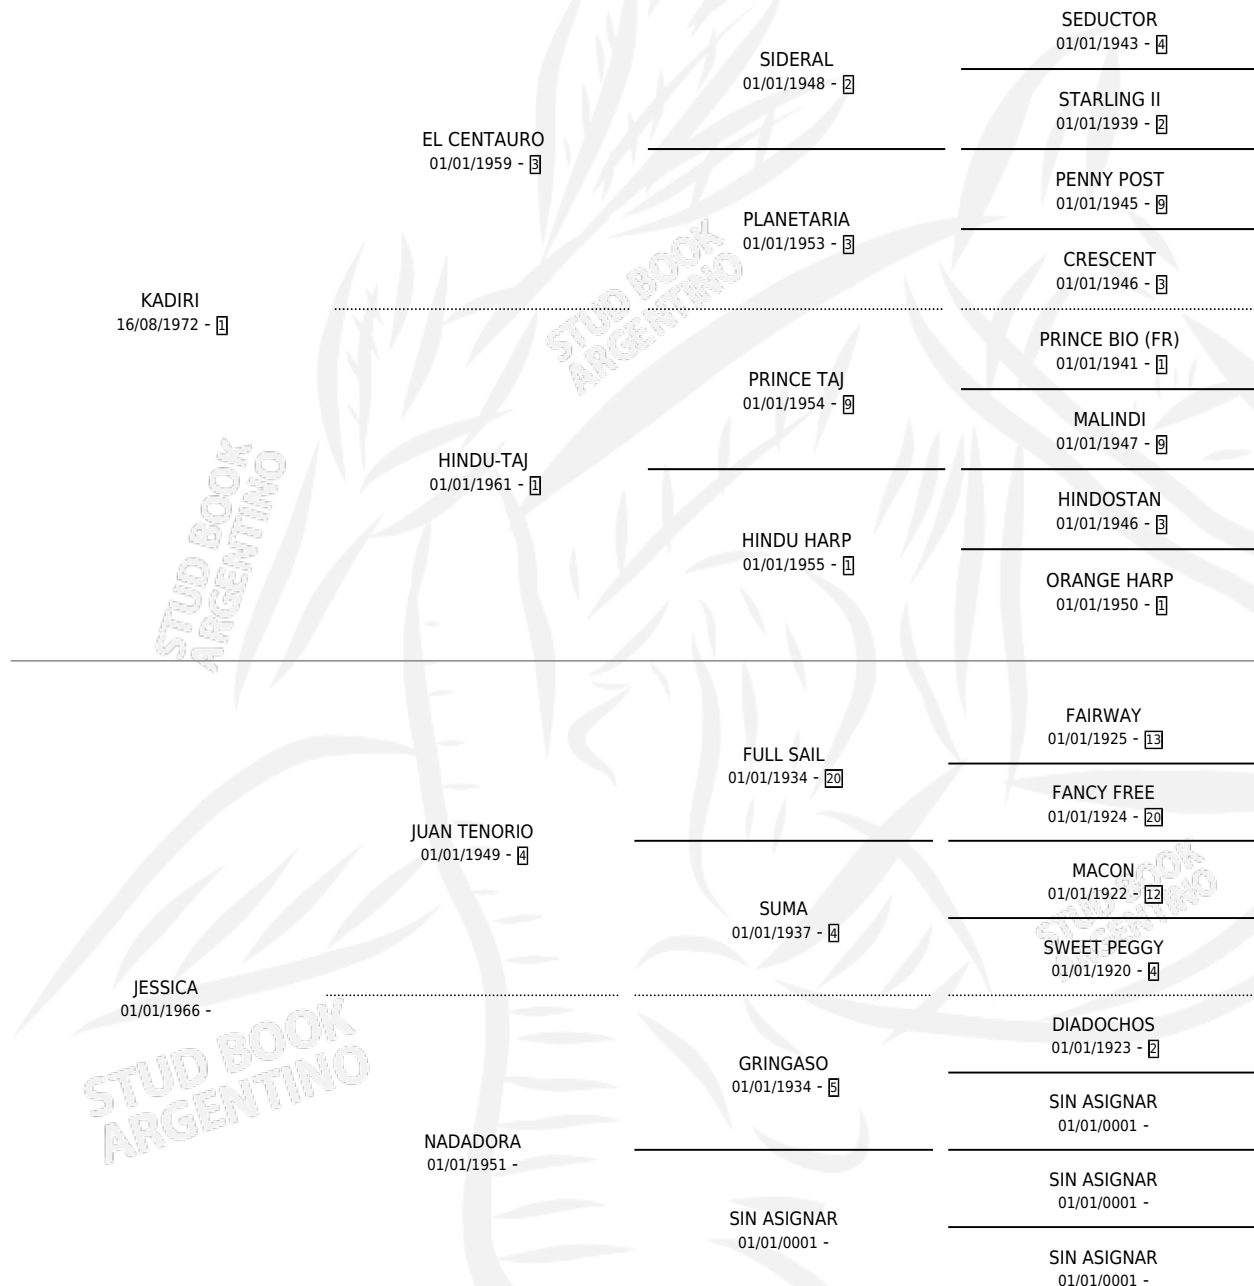 SEDUCTOR
01/01/1943 - 4
SIDERAL
01/01/1948 - 2
STARLING II
01/01/1939 - 2
EL CENTAURO
01/01/1959 - 3
PENNY POST
01/01/1945 - 9
PLANETARIA
01/01/1953 - 3
CRESCENT
01/01/1946 - 3
KADIRI
16/08/1972 - 1
PRINCE BIO (FR)
01/01/1941 - 1
PRINCE TAJ
01/01/1954 - 9
MALINDI
01/01/1947 - 9
HINDU-TAJ
01/01/1961 - 1
HINDOSTAN
01/01/1946 - 3
HINDU HARP
01/01/1955 - 1
ORANGE HARP
01/01/1950 - 1
FAIRWAY
01/01/1925 - 13
FULL SAIL
01/01/1934 - 20
FANCY FREE
01/01/1924 - 20
JUAN TENORIO
01/01/1949 - 4
MACON
01/01/1922 - 12
SUMA
01/01/1937 - 4
SWEET PEGGY
01/01/1920 - 4
JESSICA
01/01/1966 -
DIADOCHOS
01/01/1923 - 2
GRINGASO
01/01/1934 - 5
SIN ASIGNAR
01/01/0001 -
NADADORA
01/01/1951 -
SIN ASIGNAR
01/01/0001 -
SIN ASIGNAR
01/01/0001 -
SIN ASIGNAR
01/01/0001 -
STUD BOOK
ARGENTINO
STUD BOOK
ARGENTINO
STUD BOOK
ARGENTINO
STUD BOOK
ARGENTINO